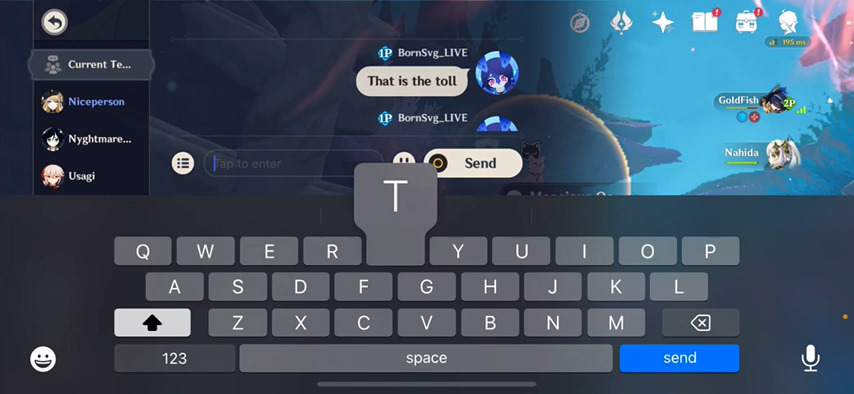 195 ms
1P BornSvg_LIVE
Current Te...
That is the toll
GoldFish 2P
Niceperson
1P BornSvg_LIVE
Nyghtmare...
Nahida
Tap to enter
Send
Usagi
T
Q W E R Y U I O P
A S D F G H J K L
Z X C V B N M
123 space send